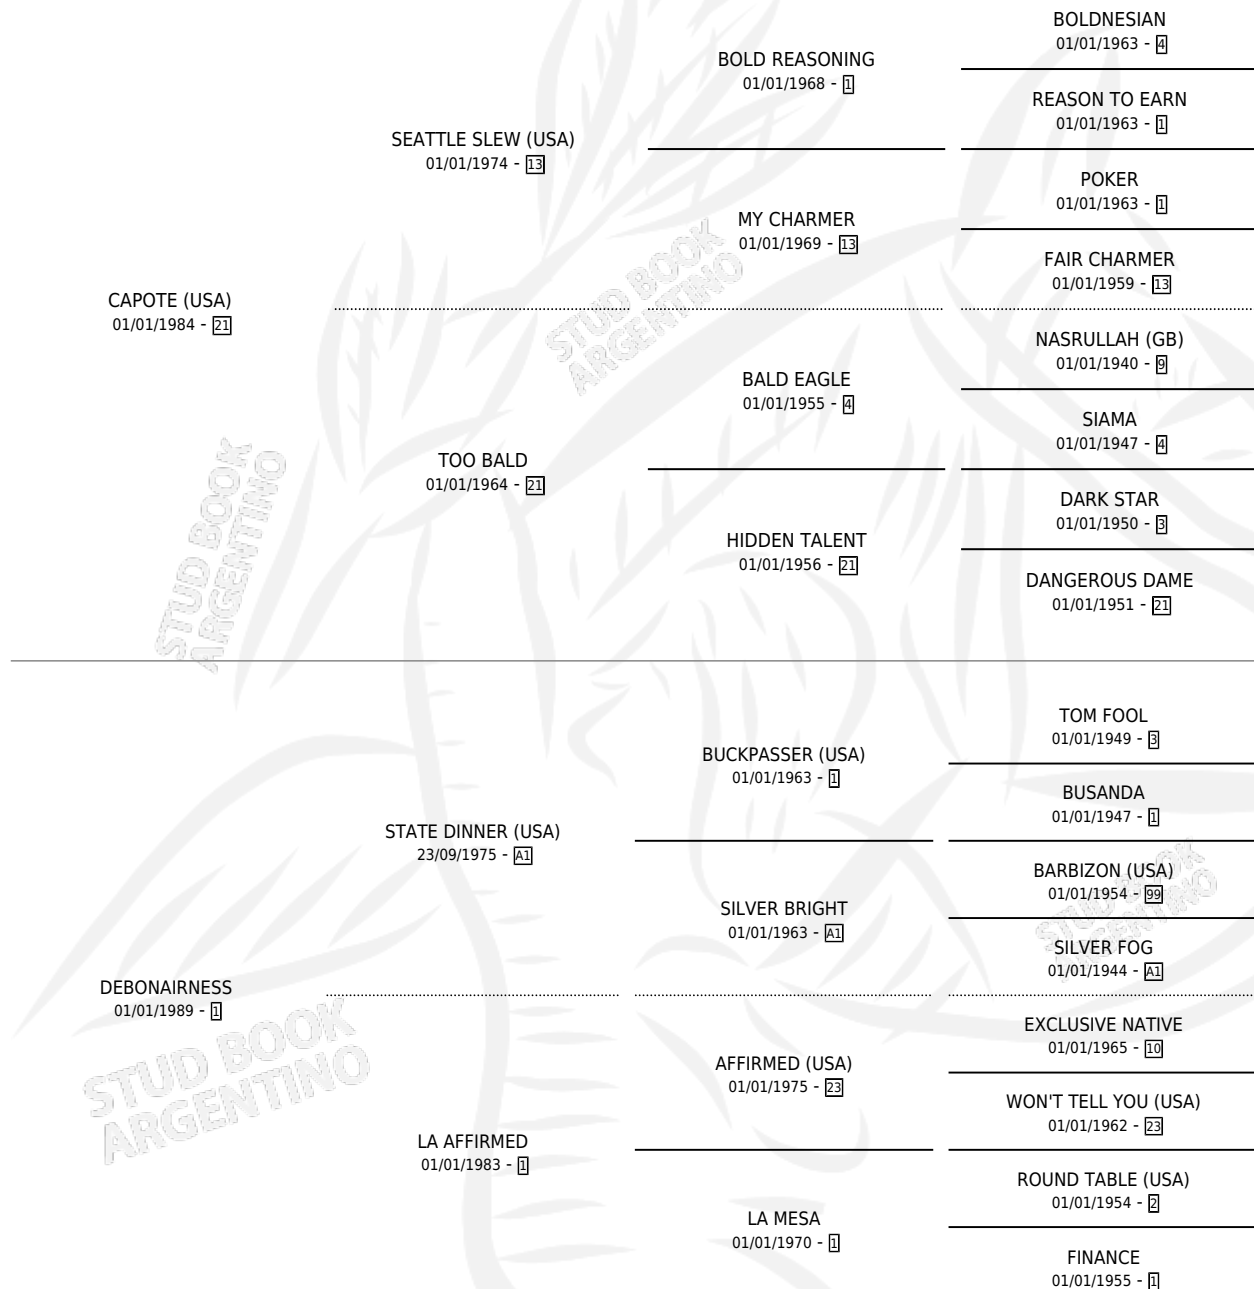 BOLDNESIAN
01/01/1963 - 4
BOLD REASONING
01/01/1968 - 1
REASON TO EARN
01/01/1963 - 1
SEATTLE SLEW (USA)
01/01/1974 - 13
POKER
01/01/1963 - 1
MY CHARMER
01/01/1969 - 13
FAIR CHARMER
01/01/1959 - 13
CAPOTE (USA)
01/01/1984 - 21
NASRULLAH (GB)
01/01/1940 - 9
BALD EAGLE
01/01/1955 - 4
SIAMA
01/01/1947 - 4
TOO BALD
01/01/1964 - 21
DARK STAR
01/01/1950 - 3
HIDDEN TALENT
01/01/1956 - 21
DANGEROUS DAME
01/01/1951 - 21
TOM FOOL
01/01/1949 - 3
BUCKPASSER (USA)
01/01/1963 - 1
BUSANDA
01/01/1947 - 1
STATE DINNER (USA)
23/09/1975 - A1
BARBIZON (USA)
01/01/1954 - 99
SILVER BRIGHT
01/01/1963 - A1
SILVER FOG
01/01/1944 - A1
DEBONAIRNESS
01/01/1989 - 1
EXCLUSIVE NATIVE
01/01/1965 - 10
AFFIRMED (USA)
01/01/1975 - 23
WON'T TELL YOU (USA)
01/01/1962 - 23
LA AFFIRMED
01/01/1983 - 1
ROUND TABLE (USA)
01/01/1954 - 2
LA MESA
01/01/1970 - 1
FINANCE
01/01/1955 - 1
STUD BOOK
ARGENTINO
STUD BOOK
ARGENTINO
STUD BOOK
ARGENTINO
STUD BOOK
ARGENTINO